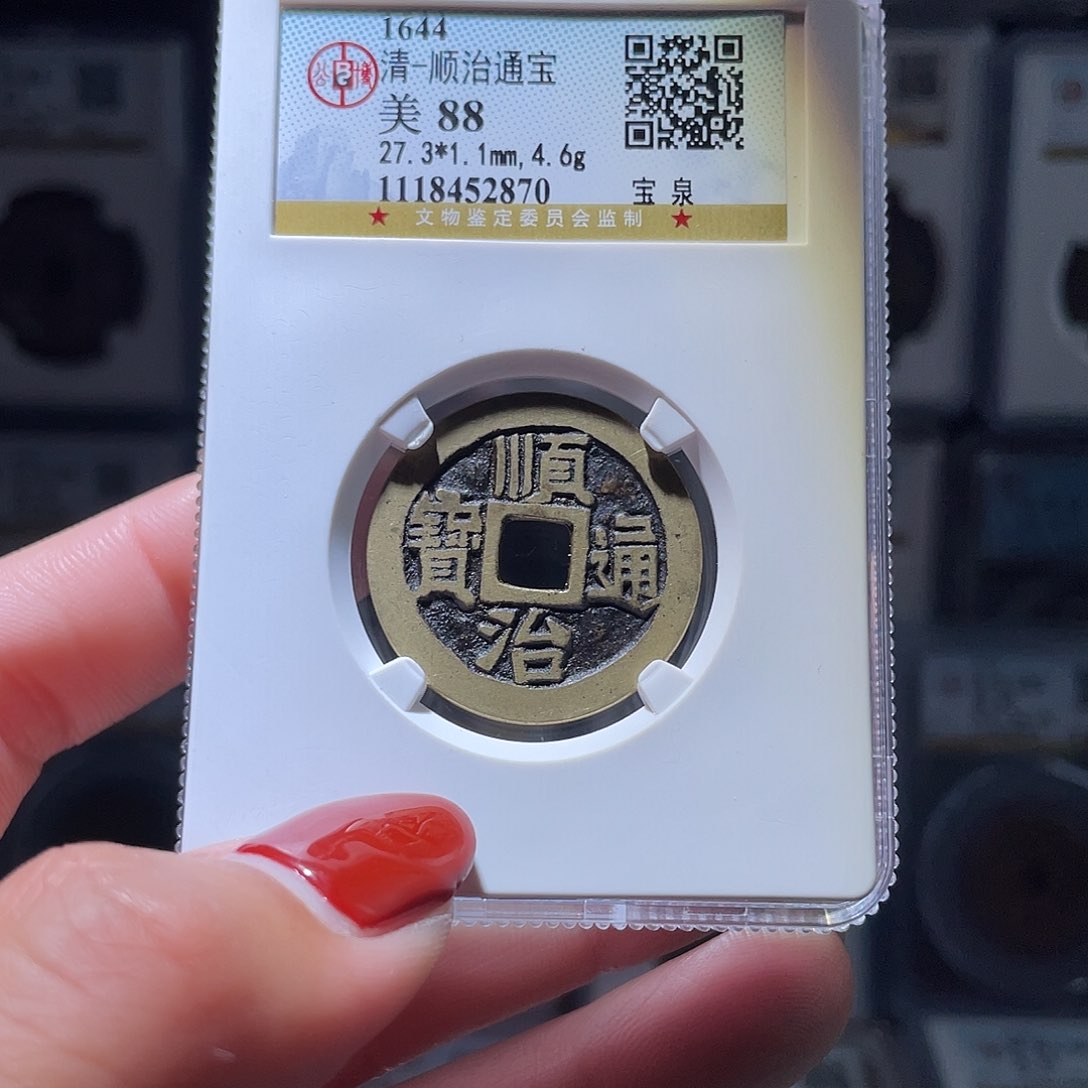 1644
清-顺治通宝
美 88
27.3*1.1mm,4.6g
1118452870 宝 泉
★ 文物鉴定委员会监制 ★
順
寶 通
治